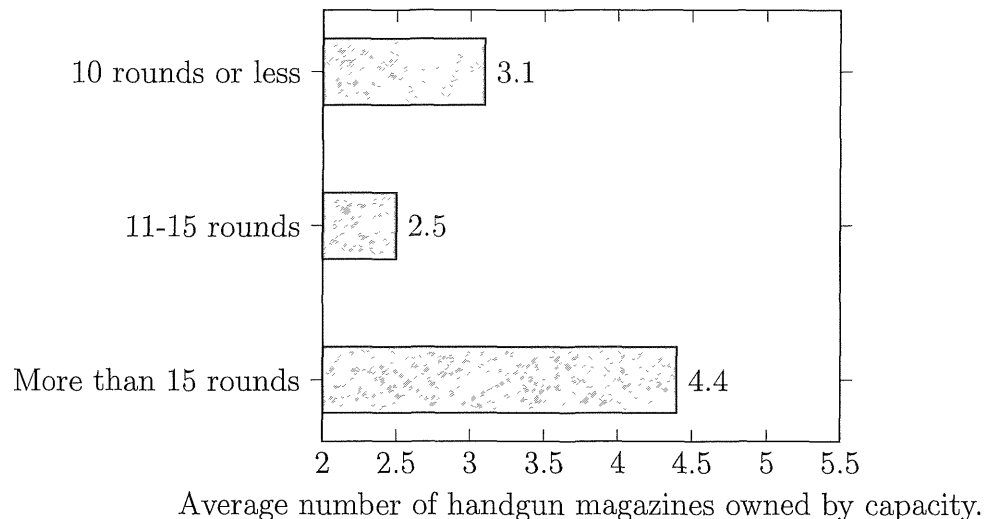 10 rounds or less 3.1
11-15 rounds 2.5
More than 15 rounds 4.4
2 2.5 3 3.5 4 4.5 5 5.5
Average number of handgun magazines owned by capacity.